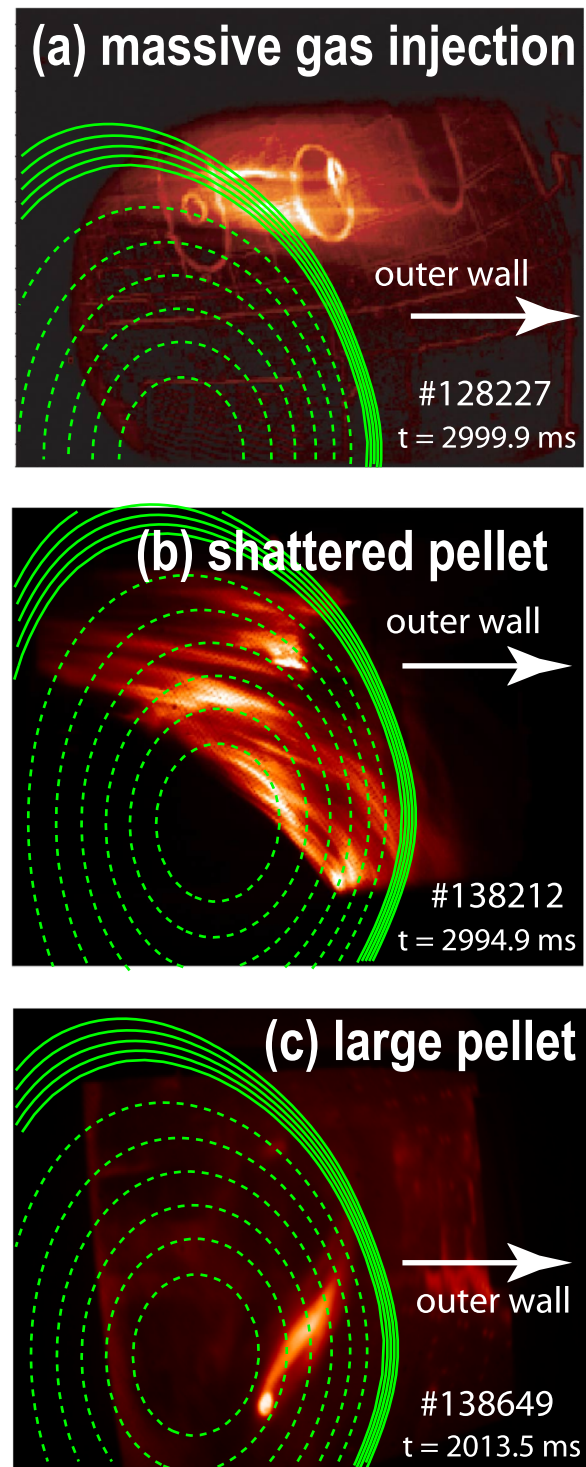 (a) massive gas injection
outer wall
#128227
t = 2999.9 ms
(b) shattered pellet
outer wall
#138212
t = 2994.9 ms
(c) large pellet
outer wall
#138649
t = 2013.5 ms